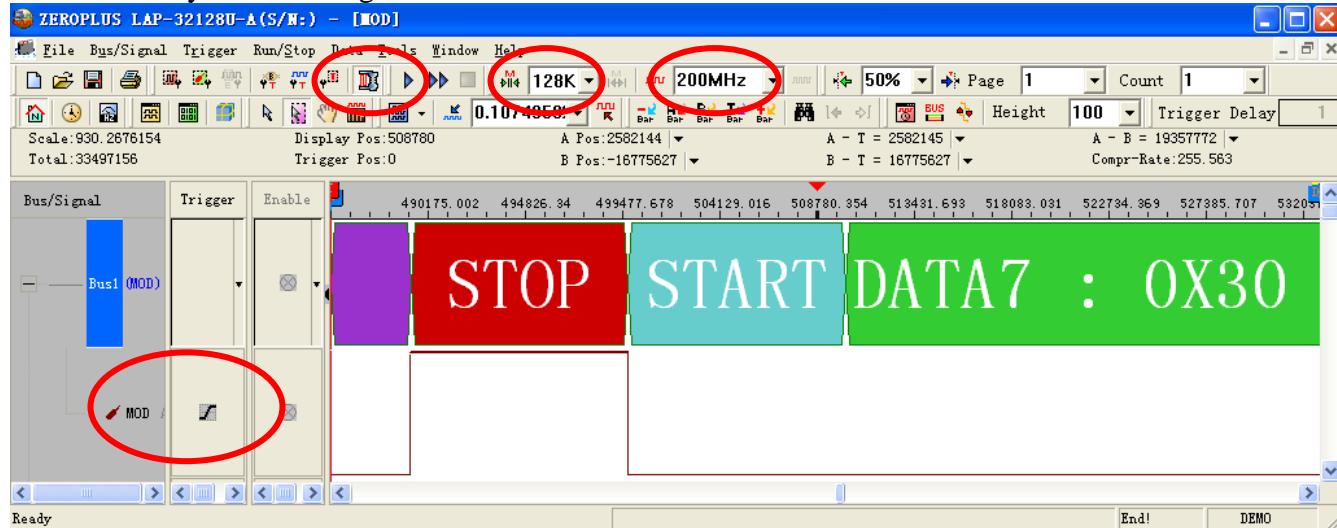 ZEROPLUS LAP-32128U-A(S/N:) - [MOD]
File Bus/Signal Trigger Run/Stop Data Tools Window Help
128K 200MHz 50% Page 1 Count 1
Height 100 Trigger Delay 1
Scale:930.2676154 Display Pos:508780 A Pos:2582144 A - T = 2582145 A - B = 19357772
Total:33497156 Trigger Pos:0 B Pos:-16775627 B - T = 16775627 Compr-Rate:255.563
Bus/Signal Trigger Enable 490175.002 494826.34 499477.678 504129.016 508780.354 513431.693 518083.031 522734.369 527385.707
Bus1 (MOD) STOP START DATA7 : 0X30
MOD
Ready End! DEMO